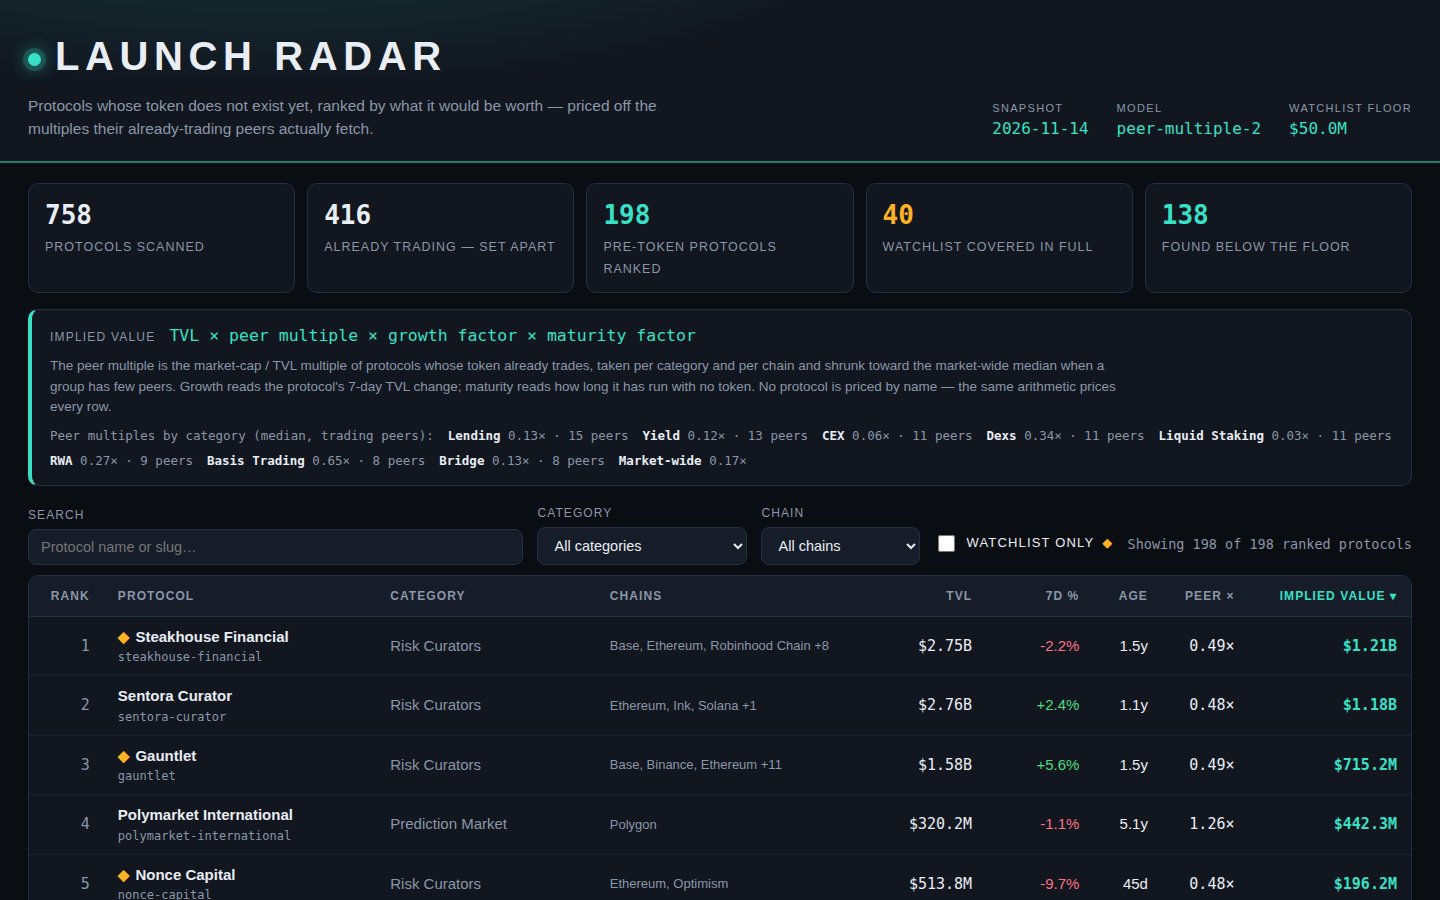 LAUNCH RADAR
Protocols whose token does not exist yet, ranked by what it would be worth — priced off the
multiples their already-trading peers actually fetch.
SNAPSHOT MODEL WATCHLIST FLOOR
2026-11-14 peer-multiple-2 $50.0M
758 416 198 40 138
PROTOCOLS SCANNED ALREADY TRADING — SET APART PRE-TOKEN PROTOCOLS WATCHLIST COVERED IN FULL FOUND BELOW THE FLOOR
RANKED
IMPLIED VALUE TVL × peer multiple × growth factor × maturity factor
The peer multiple is the market-cap / TVL multiple of protocols whose token already trades, taken per category and per chain and shrunk toward the market-wide median when a
group has few peers. Growth reads the protocol's 7-day TVL change; maturity reads how long it has run with no token. No protocol is priced by name — the same arithmetic prices
every row.
Peer multiples by category (median, trading peers): Lending 0.13× · 15 peers Yield 0.12× · 13 peers CEX 0.06× · 11 peers Dexs 0.34× · 11 peers Liquid Staking 0.03× · 11 peers
RWA 0.27× · 9 peers Basis Trading 0.65× · 8 peers Bridge 0.13× · 8 peers Market-wide 0.17×
SEARCH CATEGORY CHAIN
Protocol name or slug… All categories All chains WATCHLIST ONLY ◆ Showing 198 of 198 ranked protocols
RANK PROTOCOL CATEGORY CHAINS TVL 7D % AGE PEER × IMPLIED VALUE ▾
1 ◆ Steakhouse Financial Risk Curators Base, Ethereum, Robinhood Chain +8 $2.75B -2.2% 1.5y 0.49× $1.21B
steakhouse-financial
2 Sentora Curator Risk Curators Ethereum, Ink, Solana +1 $2.76B +2.4% 1.1y 0.48× $1.18B
sentora-curator
3 ◆ Gauntlet Risk Curators Base, Binance, Ethereum +11 $1.58B +5.6% 1.5y 0.49× $715.2M
gauntlet
4 Polymarket International Prediction Market Polygon $320.2M -1.1% 5.1y 1.26× $442.3M
polymarket-international
5 ◆ Nonce Capital Risk Curators Ethereum, Optimism $513.8M -9.7% 45d 0.48× $196.2M
nonce-capital